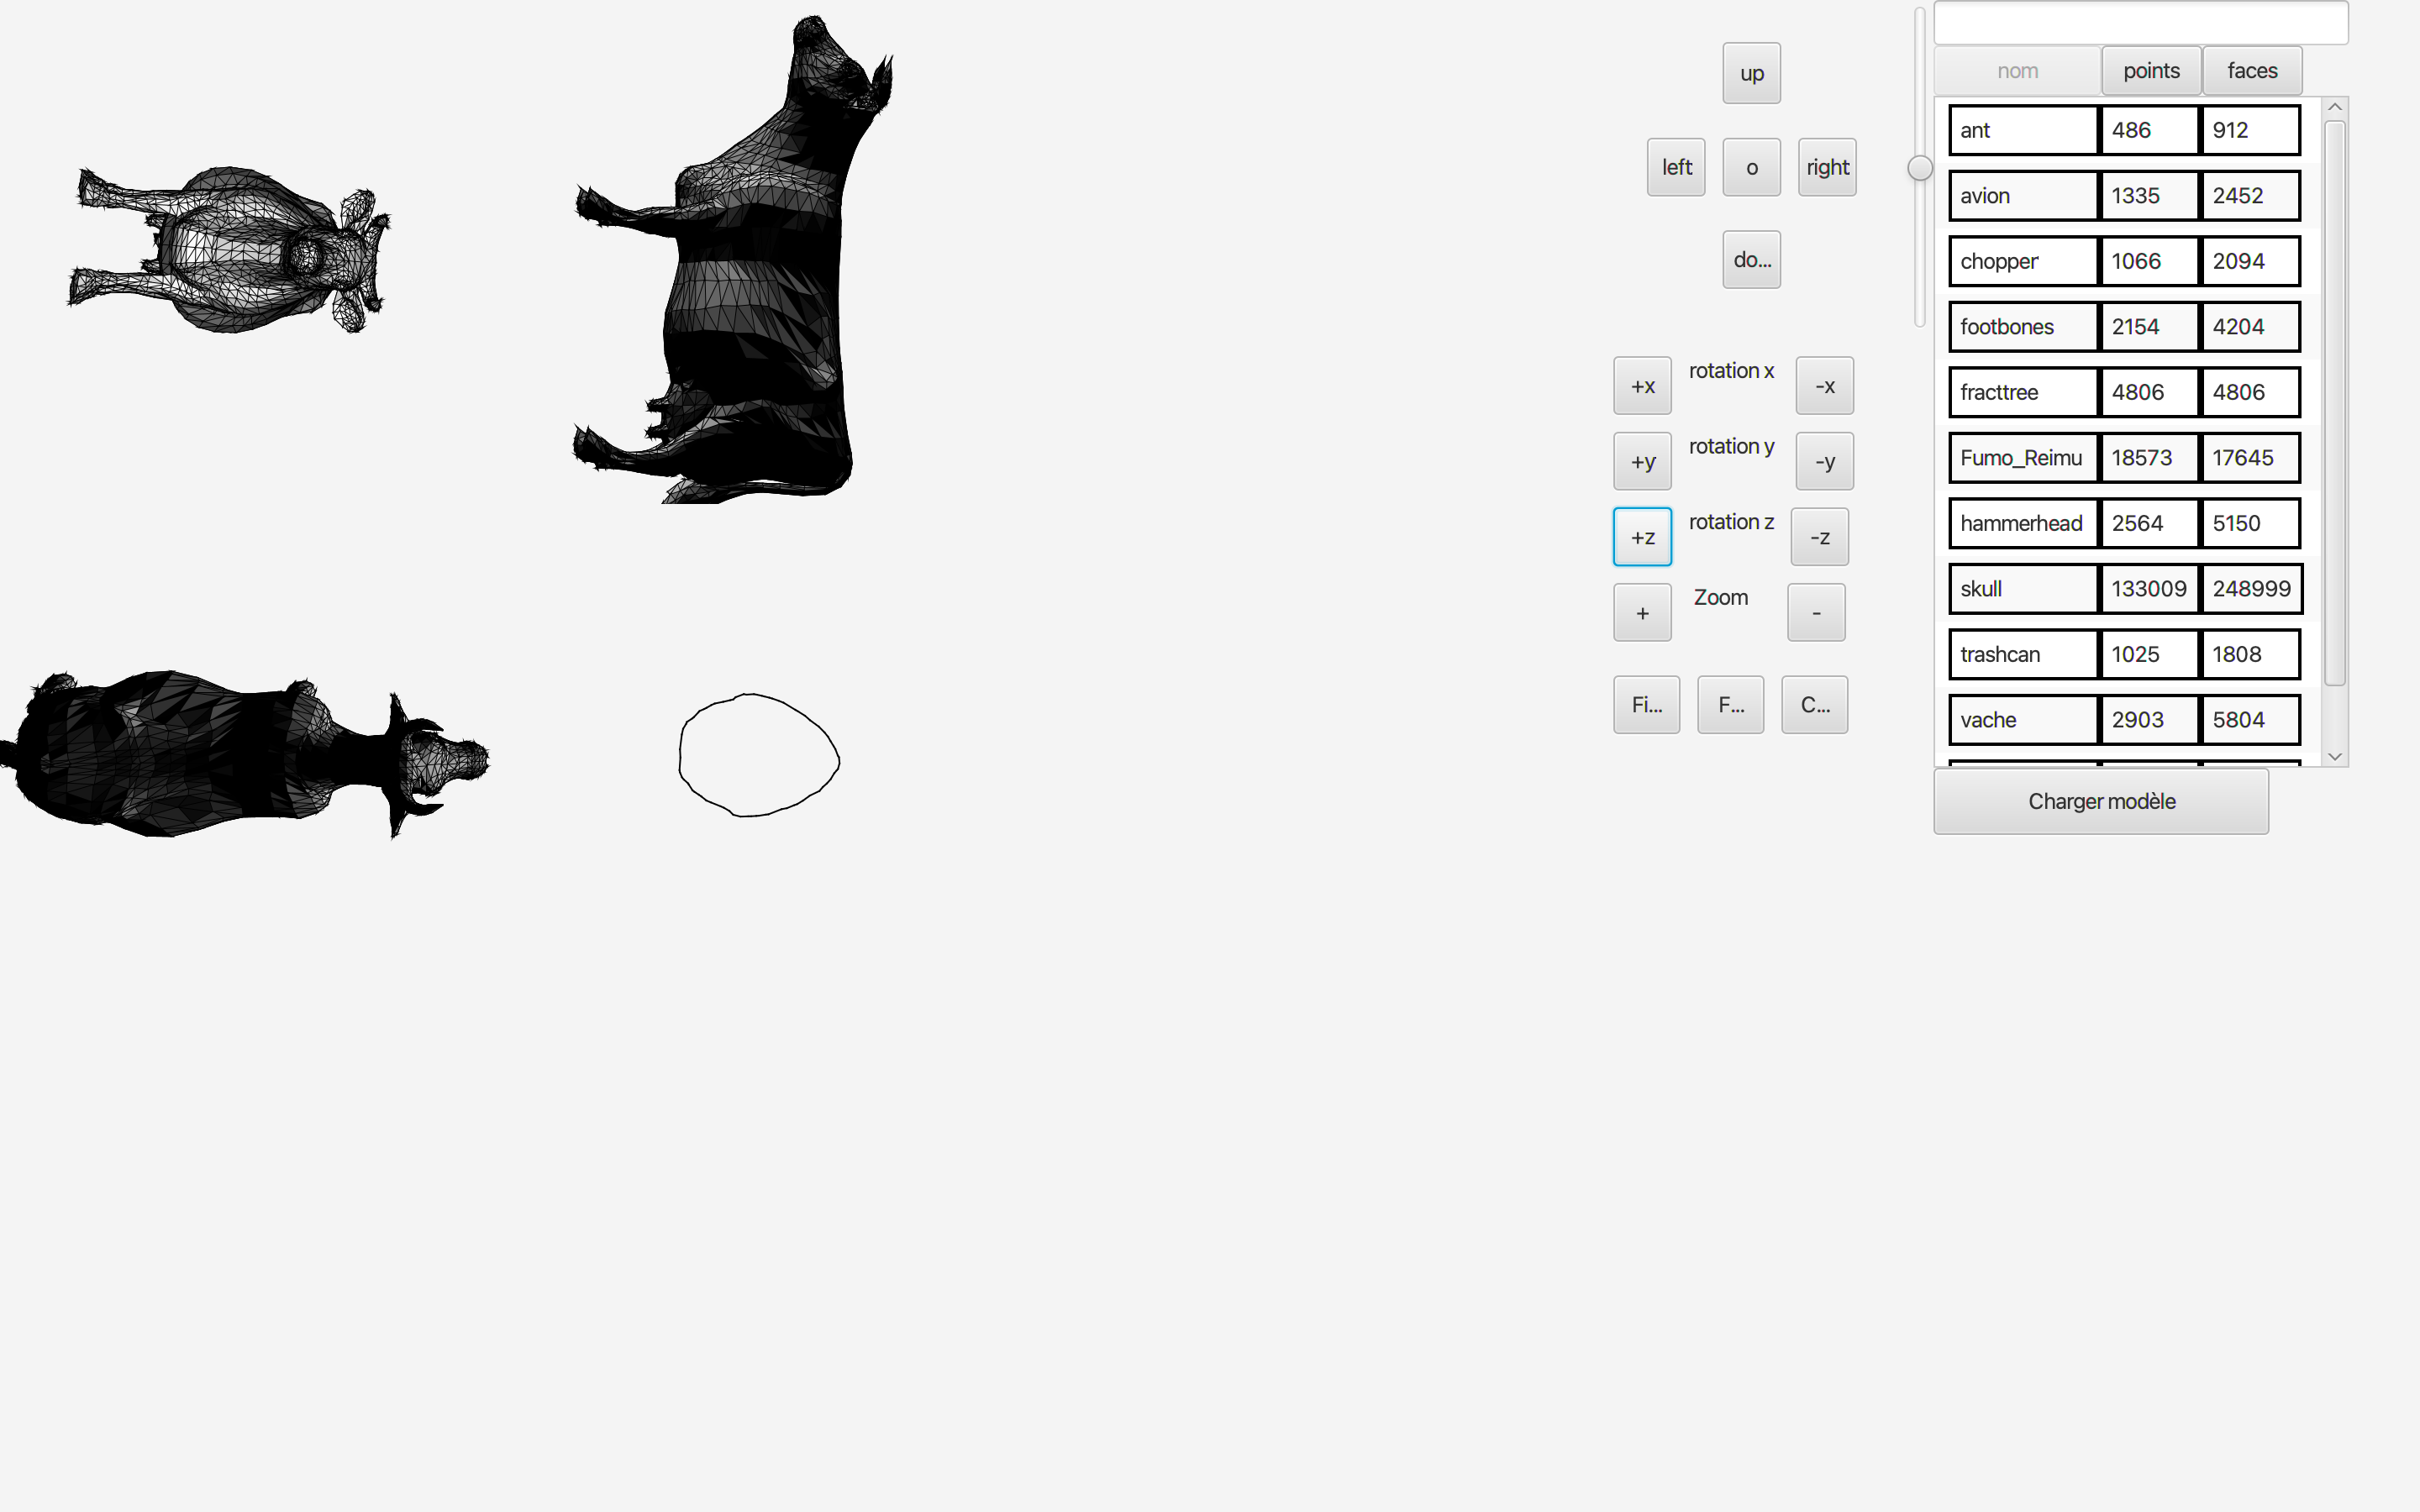 up
left o right
do...
+x rotation x -x
+y rotation y -y
+z rotation z -z
+ Zoom -
Fi... F... C...
nom points faces
ant 486 912
avion 1335 2452
chopper 1066 2094
footbones 2154 4204
fracttree 4806 4806
Fumo_Reimu 18573 17645
hammerhead 2564 5150
skull 133009 248999
trashcan 1025 1808
vache 2903 5804
Charger modèle